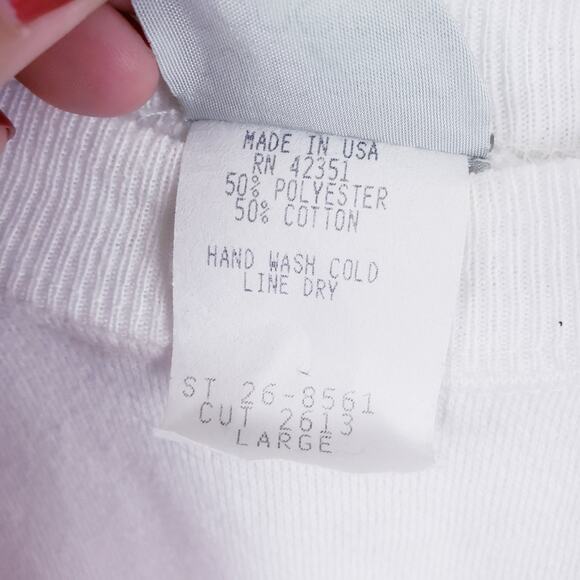 MADE IN USA
RN 42351
50% POLYESTER
50% COTTON
HAND WASH COLD
LINE DRY
ST 26-8561
CUT 2613
LARGE